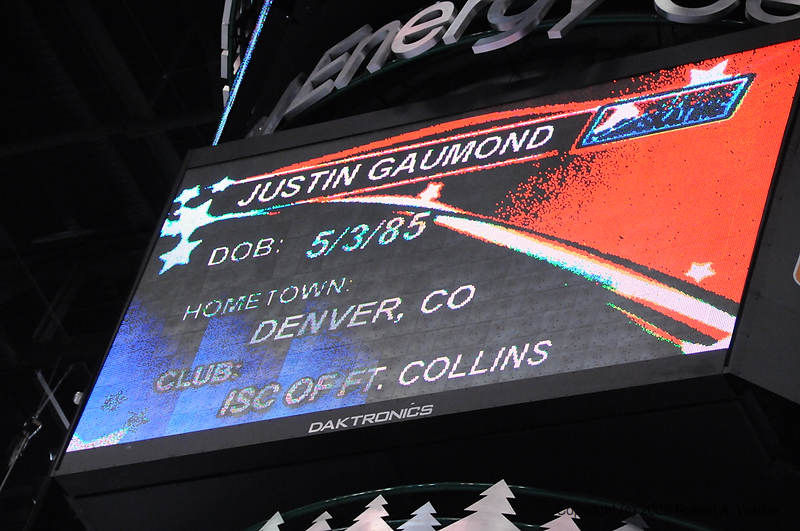 Energy
JUSTIN GAUMOND
DOB: 5/3/85
HOMETOWN:
DENVER, CO
CLUB:
ISC OF FT. COLLINS
DAKTRONICS